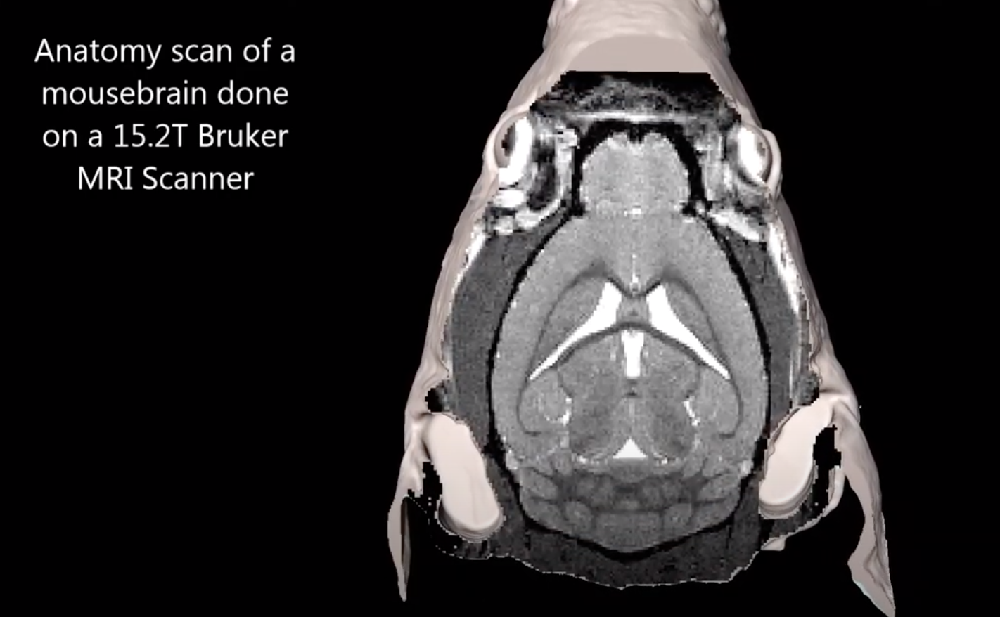 Anatomy scan of a
mousebrain done
on a 15.2T Bruker
MRI Scanner